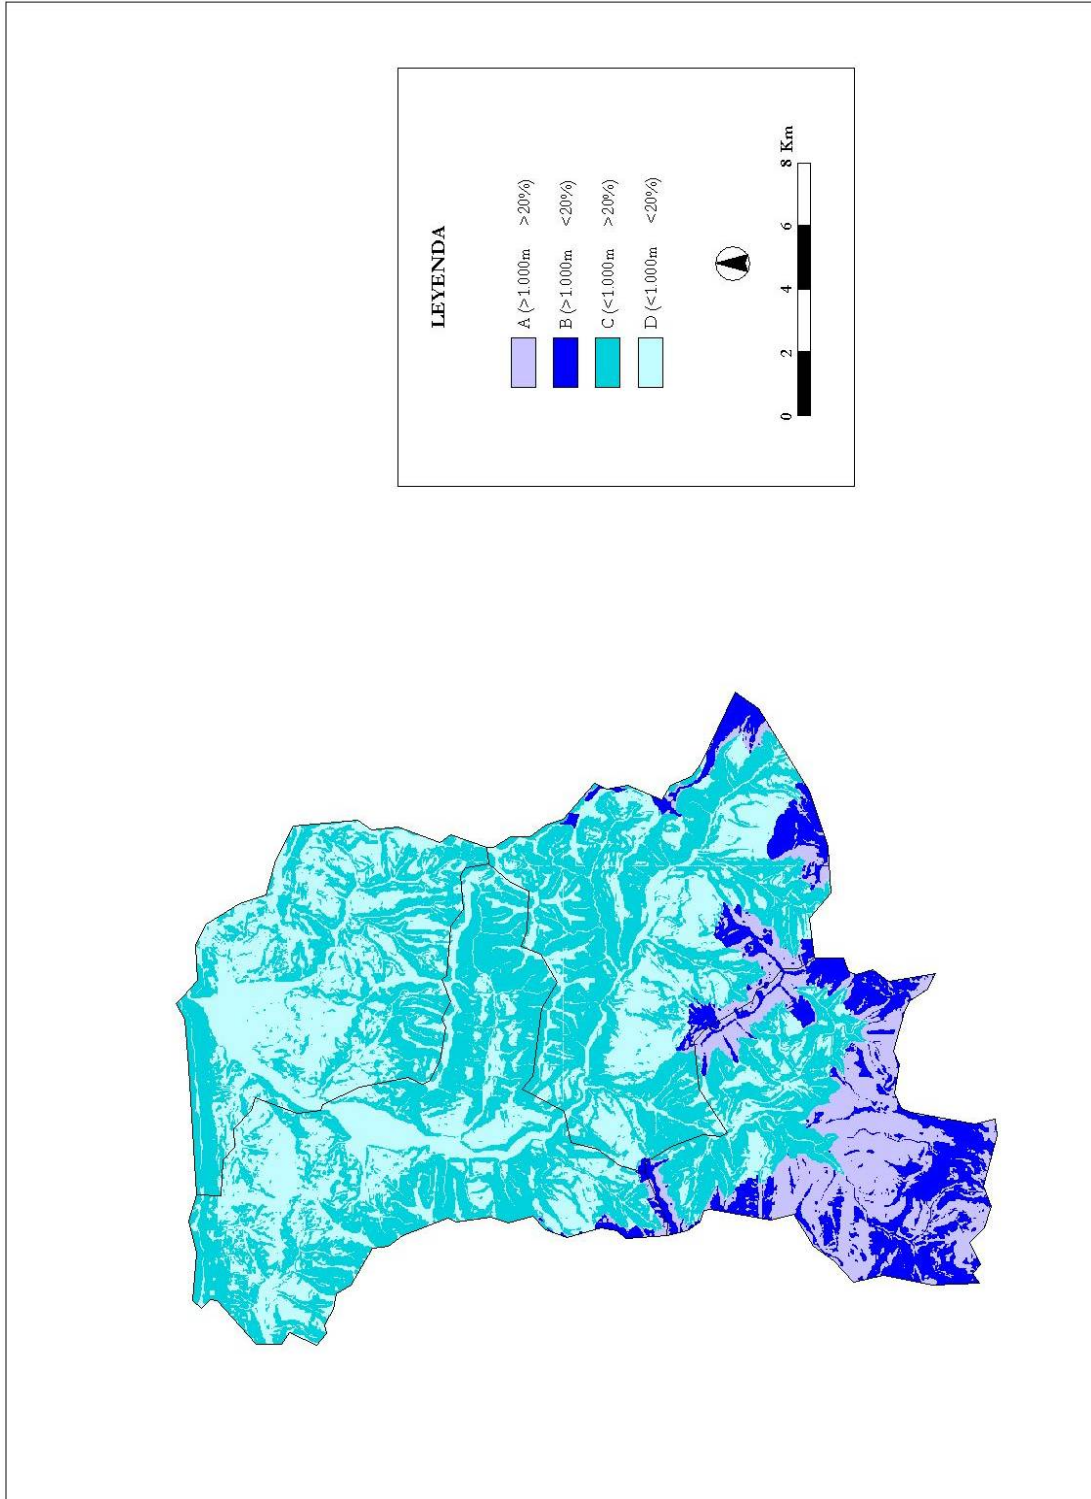 LEYENDA
A (>1.000m >20%)
B (>1.000m <20%)
C (<1.000m >20%)
D (<1.000m <20%)
0 2 4 6 8 Km